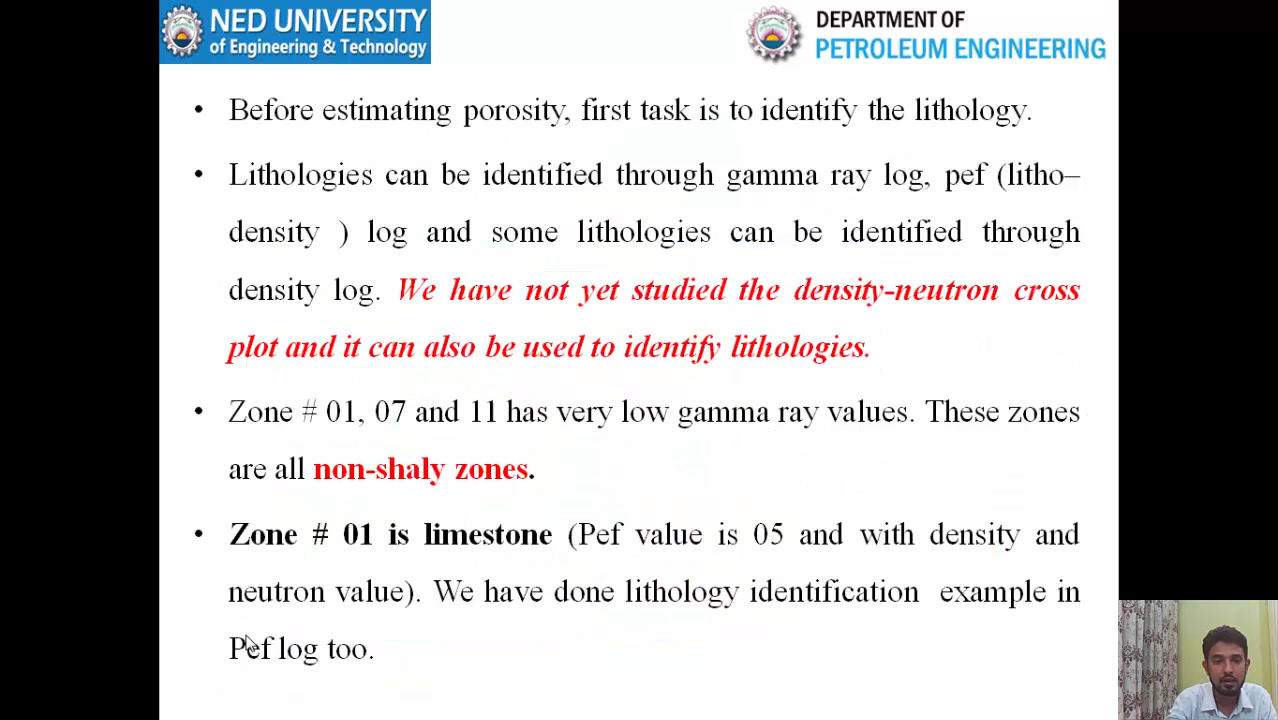 NED UNIVERSITY
of Engineering & Technology
DEPARTMENT OF
PETROLEUM ENGINEERING
• Before estimating porosity, first task is to identify the lithology.
• Lithologies can be identified through gamma ray log, pef (litho–
density ) log and some lithologies can be identified through
density log. We have not yet studied the density-neutron cross
plot and it can also be used to identify lithologies.
• Zone # 01, 07 and 11 has very low gamma ray values. These zones
are all non-shaly zones.
• Zone # 01 is limestone (Pef value is 05 and with density and
neutron value). We have done lithology identification example in
Pef log too.